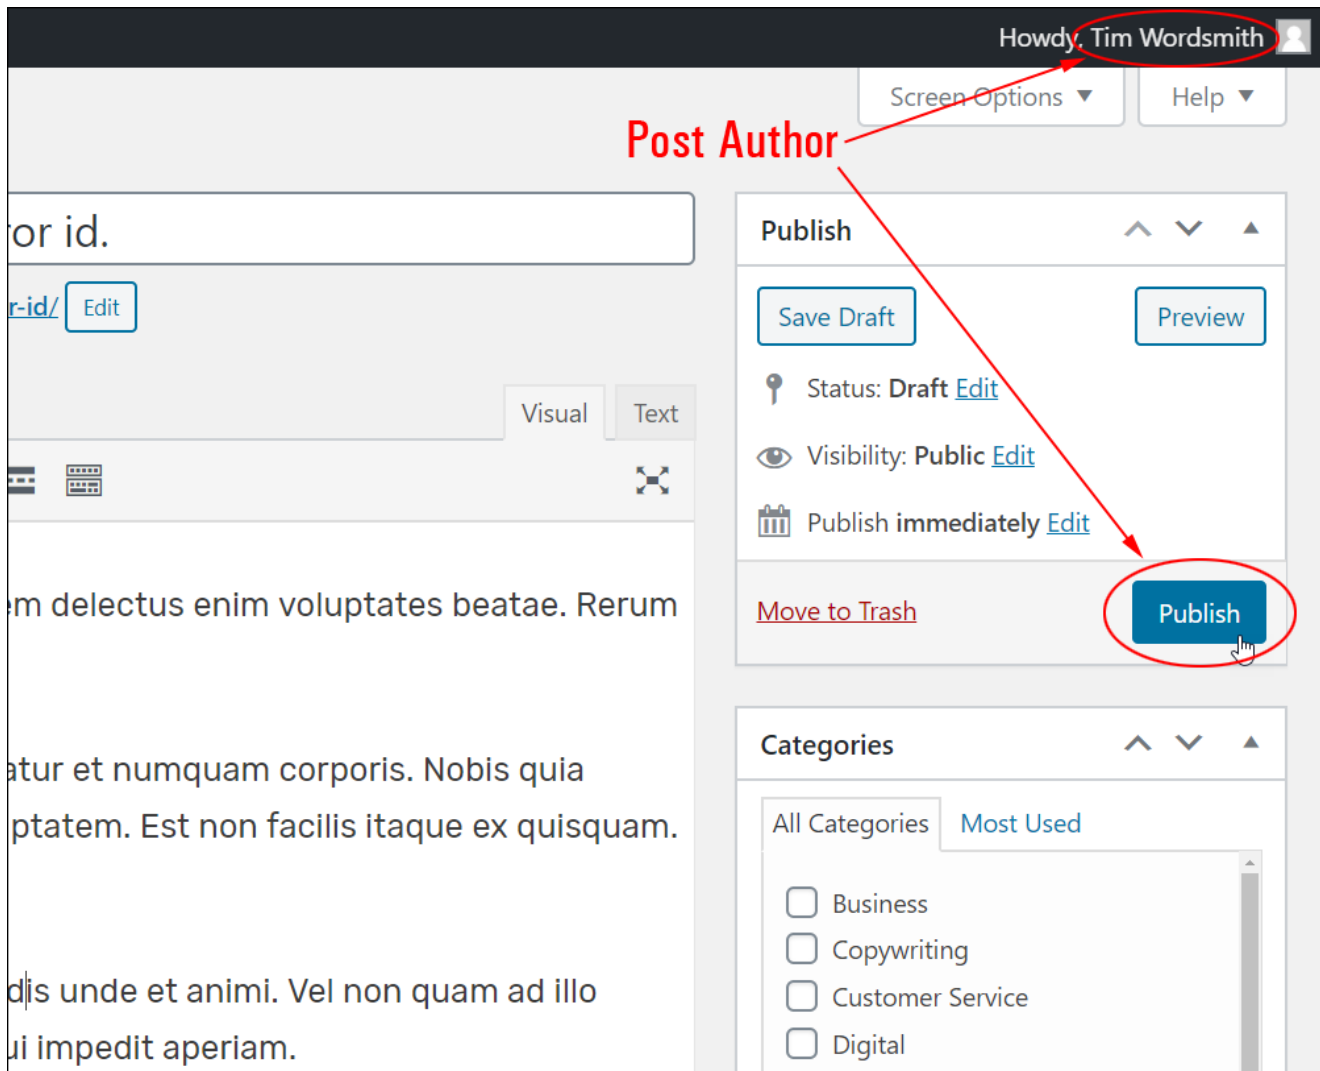 Howdy, Tim Wordsmith
Screen Options
Help
Post Author
or id.
r-id/ Edit
Visual
Text
em delectus enim voluptates beatae. Rerum
atur et numquam corporis. Nobis quia
ptatem. Est non facilis itaque ex quisquam.
dis unde et animi. Vel non quam ad illo
ui impedit aperiam.
Publish
Save Draft
Preview
Status: Draft Edit
Visibility: Public Edit
Publish immediately Edit
Move to Trash
Publish
Categories
All Categories
Most Used
Business
Copywriting
Customer Service
Digital